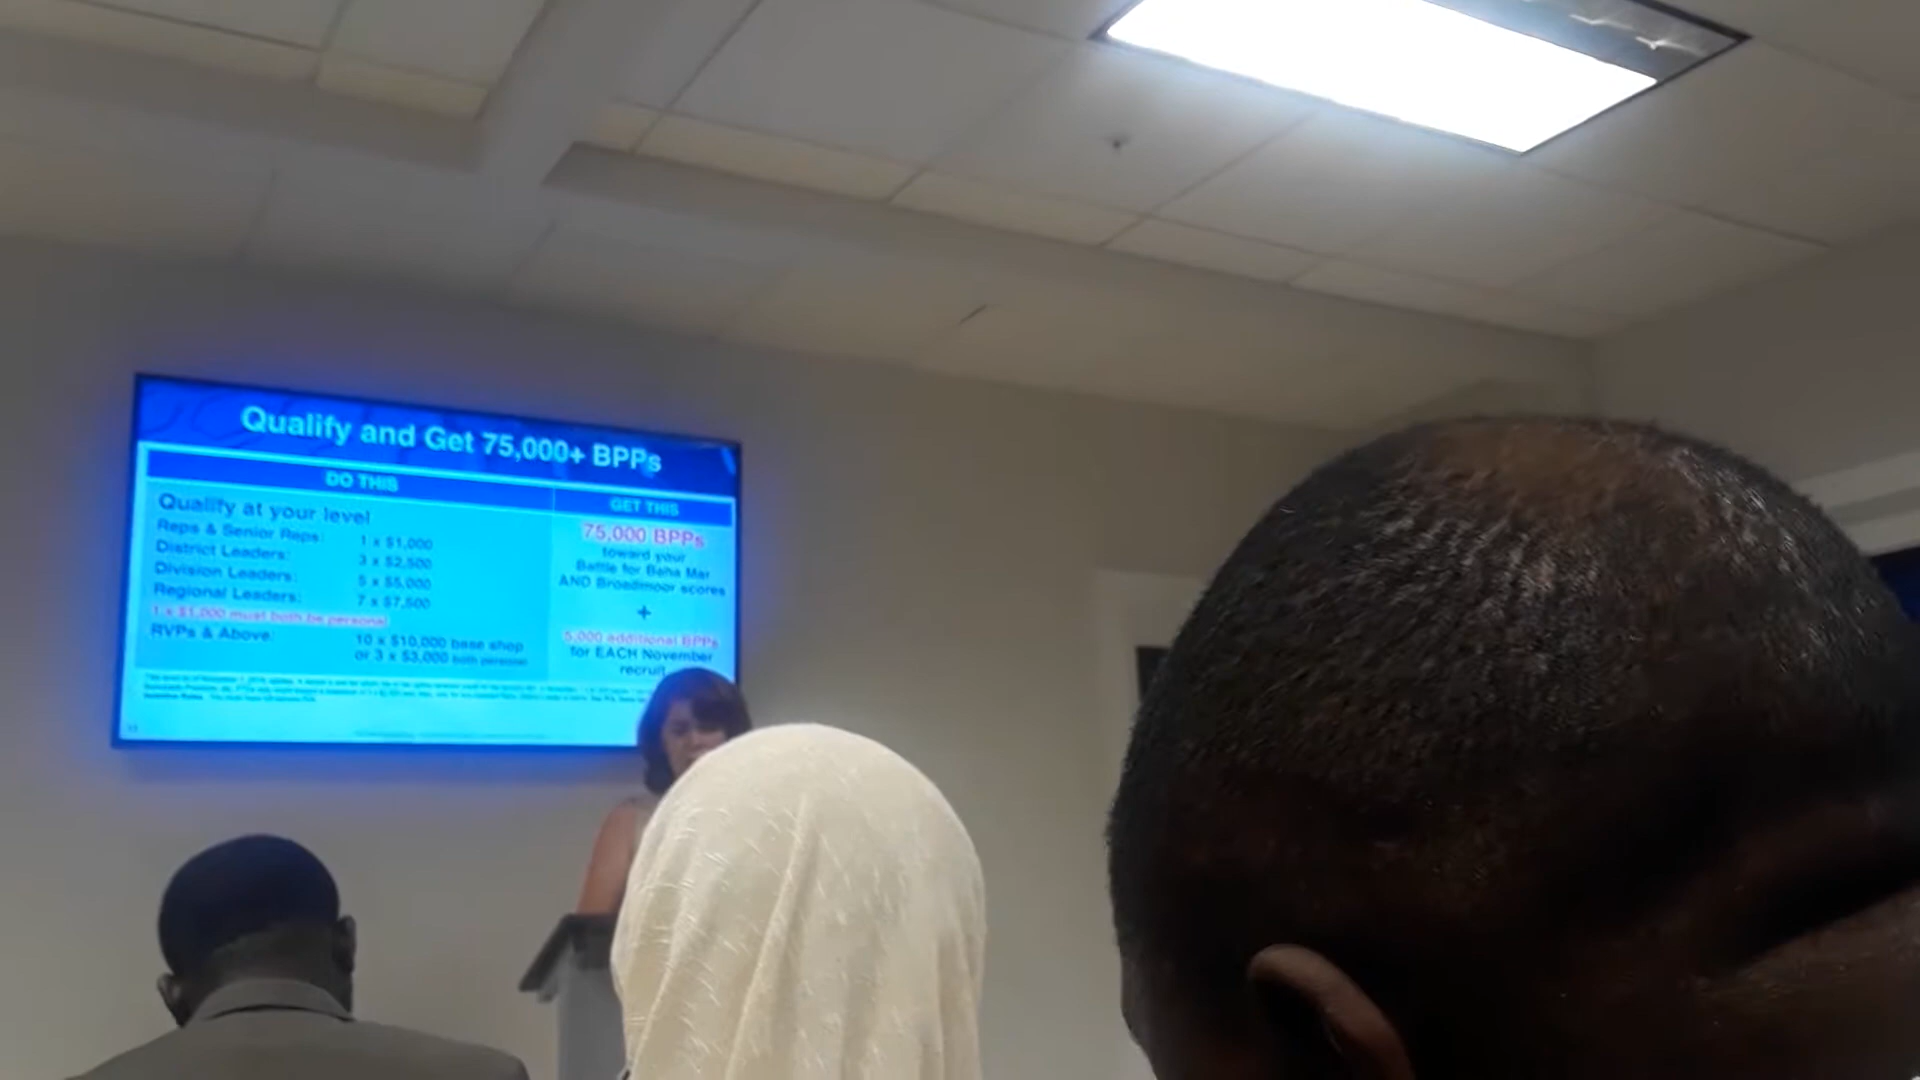 Qualify and Get 75,000+ BPPs
DO THIS
Qualify at your level
Reps & Senior Reps: 1 x $1,000
District Leaders: 3 x $2,500
Division Leaders: 5 x $5,000
Regional Leaders: 7 x $7,500
1 x $1,000 must both be personal
RVPs & Above: 10 x $10,000 base shop
or 3 x $3,000 both personal
GET THIS
75,000 BPPs
toward your
Battle for Baha Mar
AND Broadmoor scores
+
5,000 additional BPPs
for EACH November
recruit